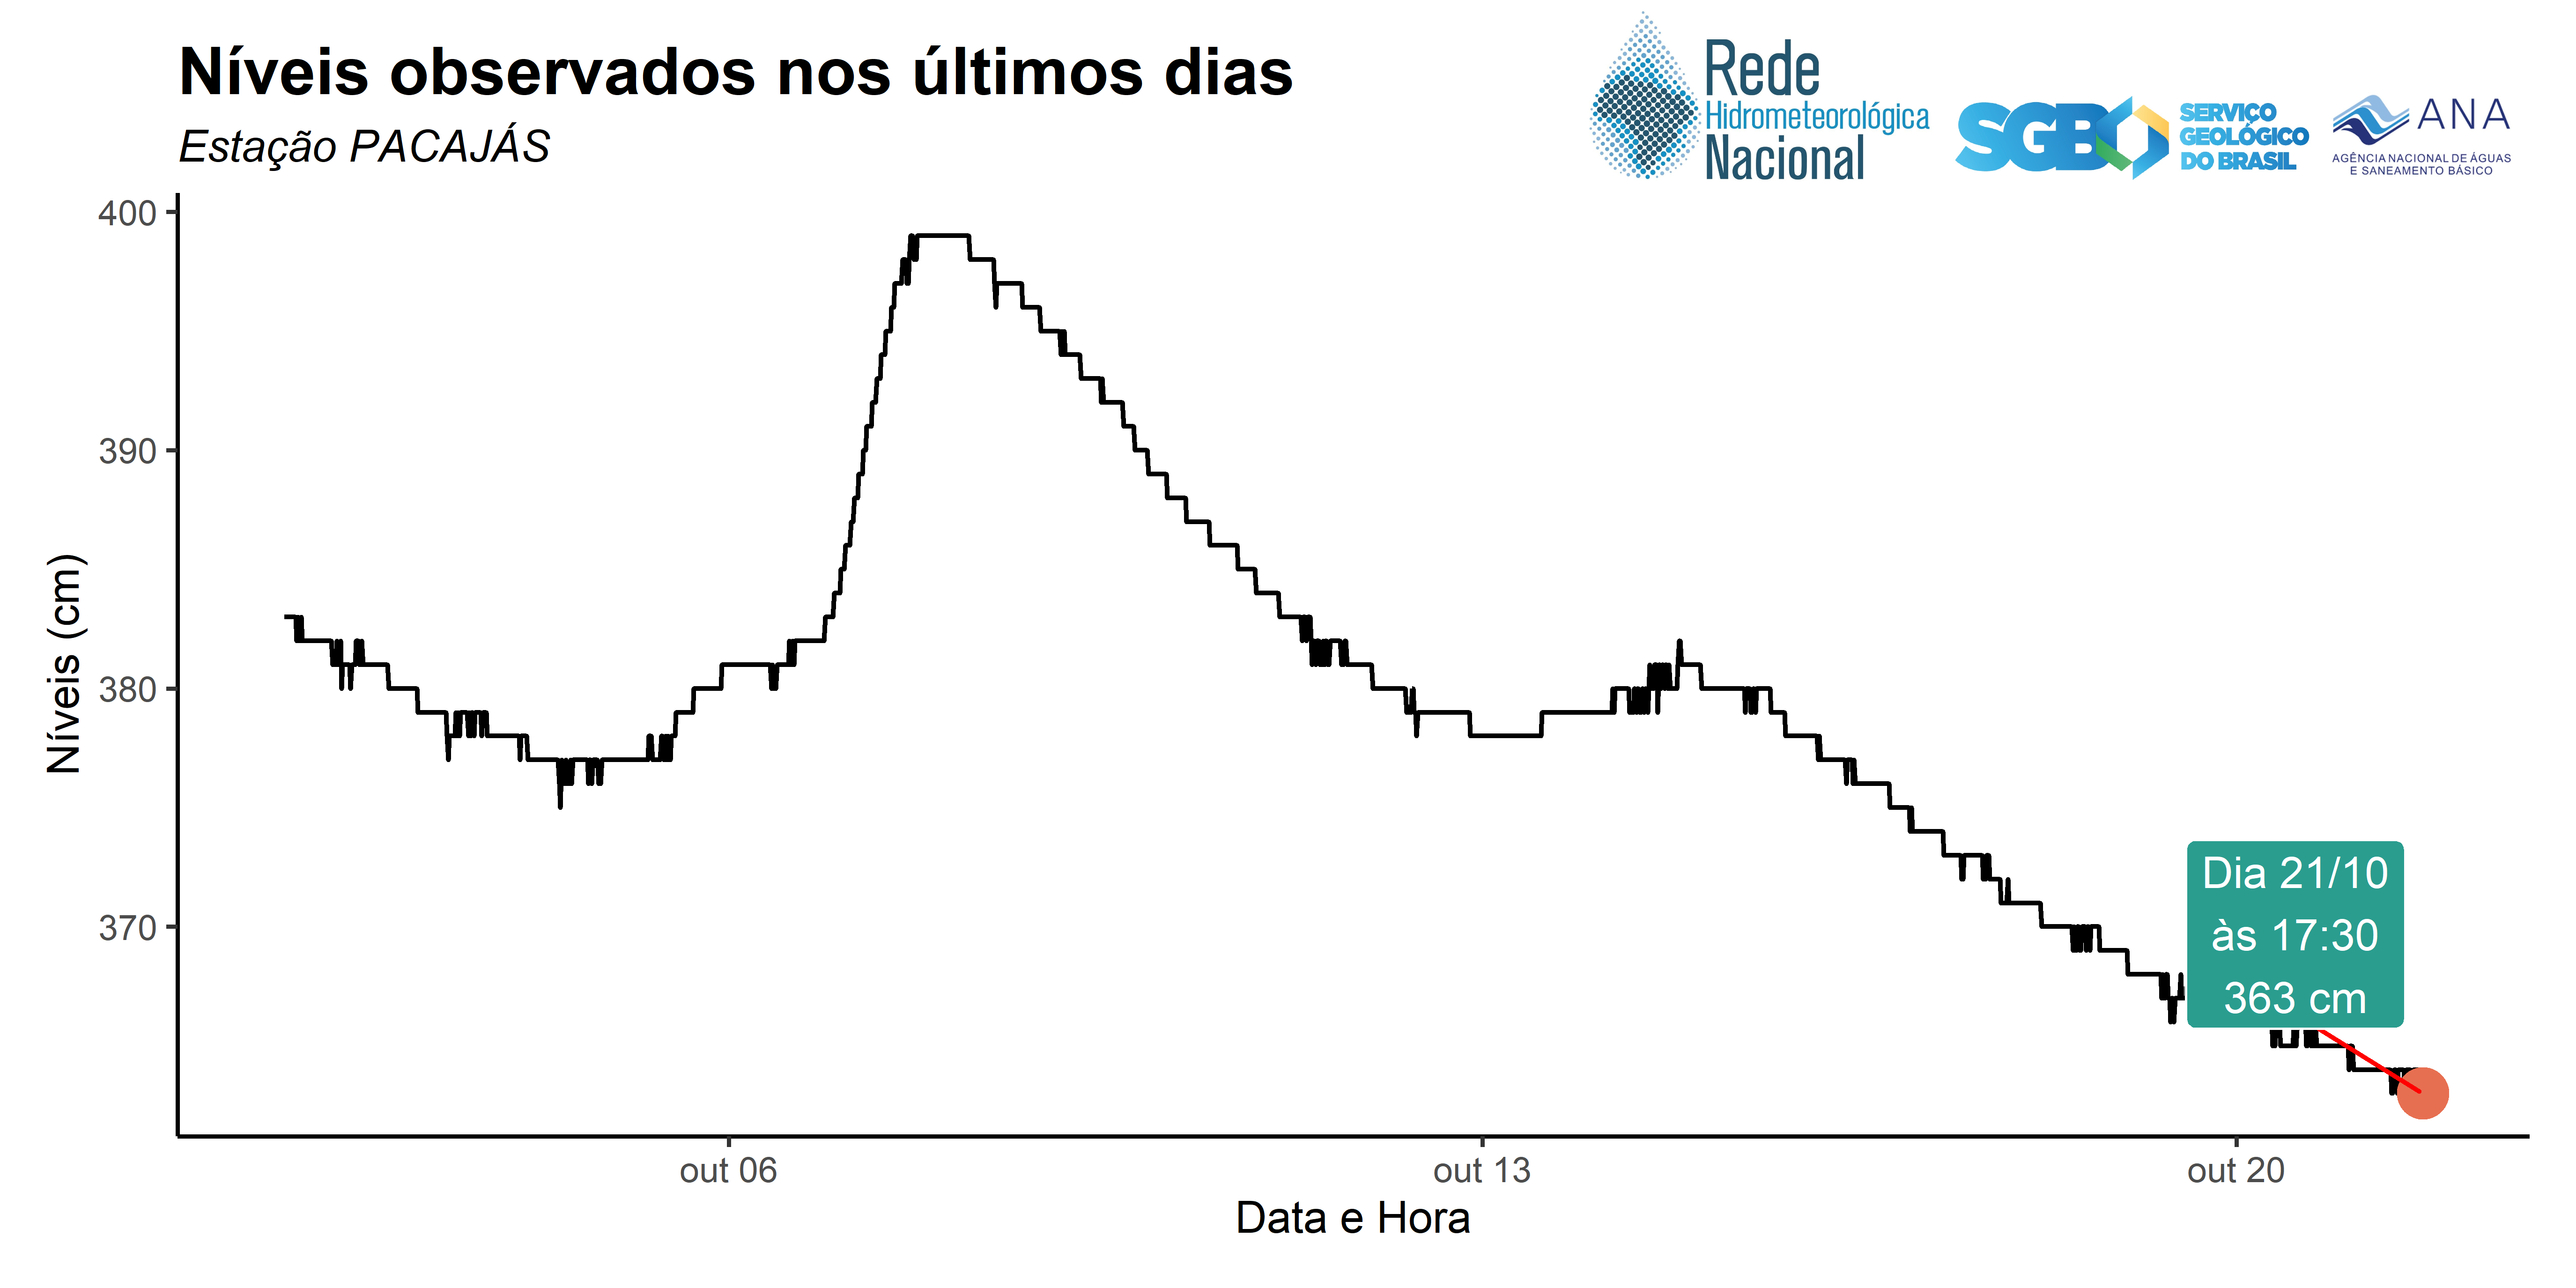 Níveis observados nos últimos dias
Estação PACAJÁS
Rede
Hidrometeorológica
Nacional
SGB
SERVIÇO
GEOLÓGICO
DO BRASIL
ANA
AGÊNCIA NACIONAL DE ÁGUAS
E SANEAMENTO BÁSICO
400
390
380
370
Níveis (cm)
Dia 21/10
às 17:30
363 cm
out 06
out 13
out 20
Data e Hora